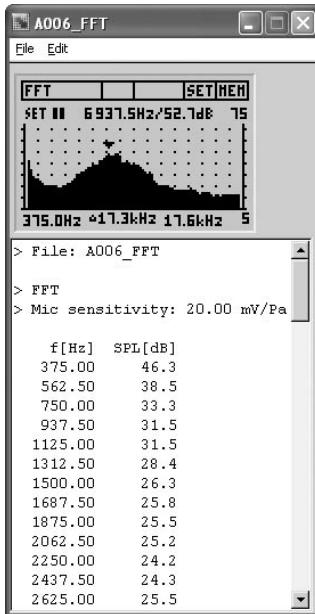 A006_FFT
File Edit
FFT SET MEM
SET 6937.5Hz/52.7dB 75
375.0Hz 17.3kHz 17.6kHz 5
> File: A006_FFT
> FFT
> Mic sensitivity: 20.00 mV/Pa
f[Hz] SPL[dB]
375.00 46.3
562.50 38.5
750.00 33.3
937.50 31.5
1125.00 31.5
1312.50 28.4
1500.00 26.3
1687.50 25.8
1875.00 25.5
2062.50 25.2
2250.00 24.2
2437.50 24.3
2625.00 25.5